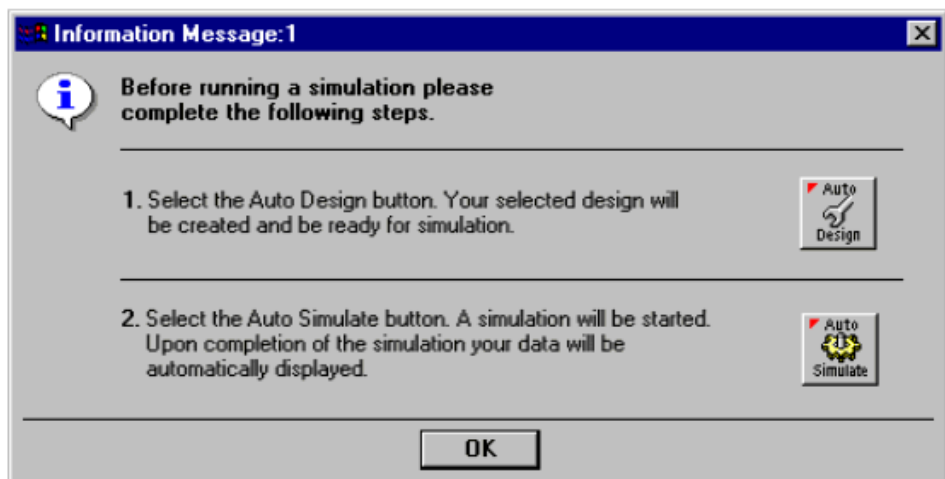 Information Message:1
Before running a simulation please
complete the following steps.
1. Select the Auto Design button. Your selected design will
be created and be ready for simulation.
Auto
Design
2. Select the Auto Simulate button. A simulation will be started.
Upon completion of the simulation your data will be
automatically displayed.
Auto
Simulate
OK